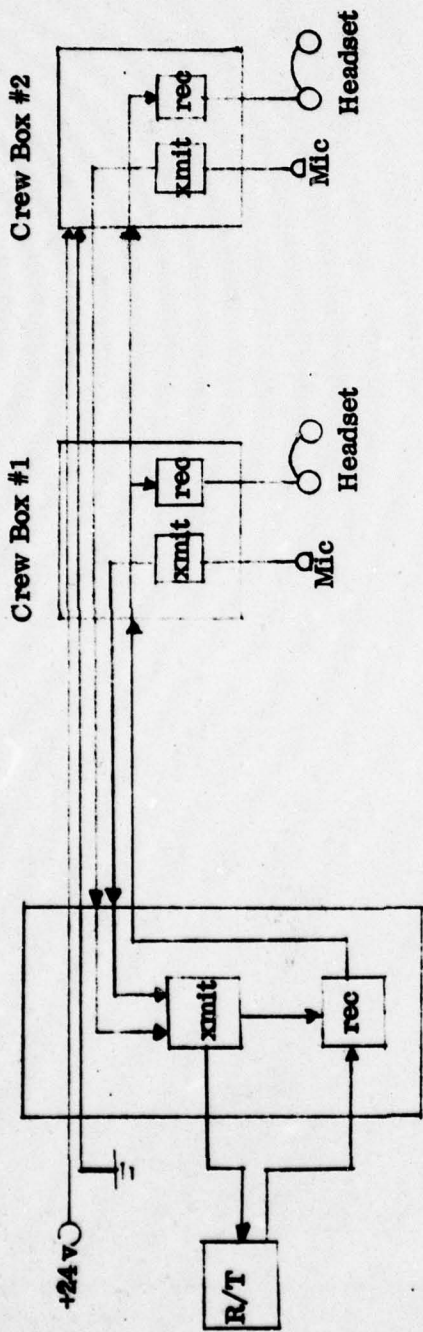 Crew Box #2
xmit
rec
Mic
Headset
Crew Box #1
xmit
rec
Mic
Headset
xmit
rec
+24 v
R/T